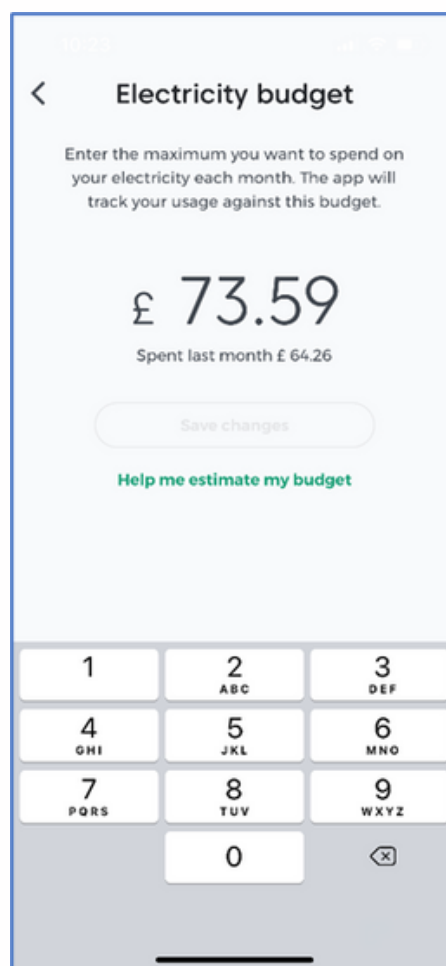 Electricity budget
Enter the maximum you want to spend on
your electricity each month. The app will
track your usage against this budget.
£ 73.59
Spent last month £ 64.26
Save changes
Help me estimate my budget
1
2
ABC
3
DEF
4
GHI
5
JKL
6
MNO
7
PQRS
8
TUV
9
WXYZ
0